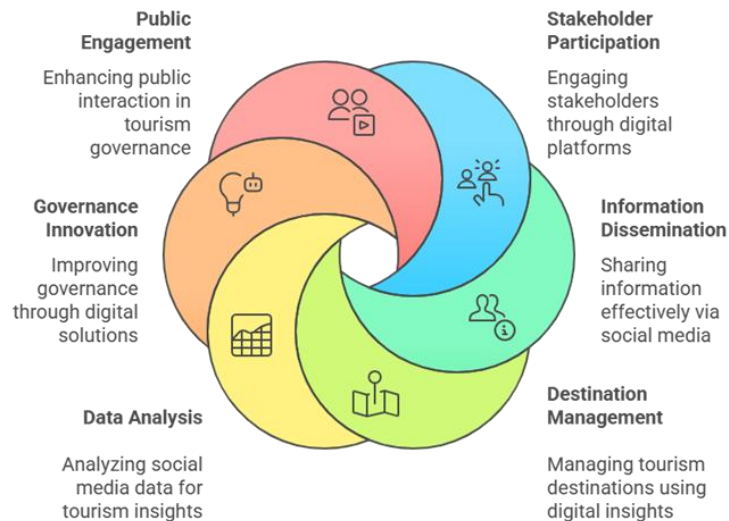 Public
Engagement
Enhancing public
interaction in
tourism
governance
Stakeholder
Participation
Engaging
stakeholders
through digital
platforms
Governance
Innovation
Improving
governance
through digital
solutions
Information
Dissemination
Sharing
information
effectively via
social media
Data Analysis
Analyzing social
media data for
tourism insights
Destination
Management
Managing tourism
destinations using
digital insights